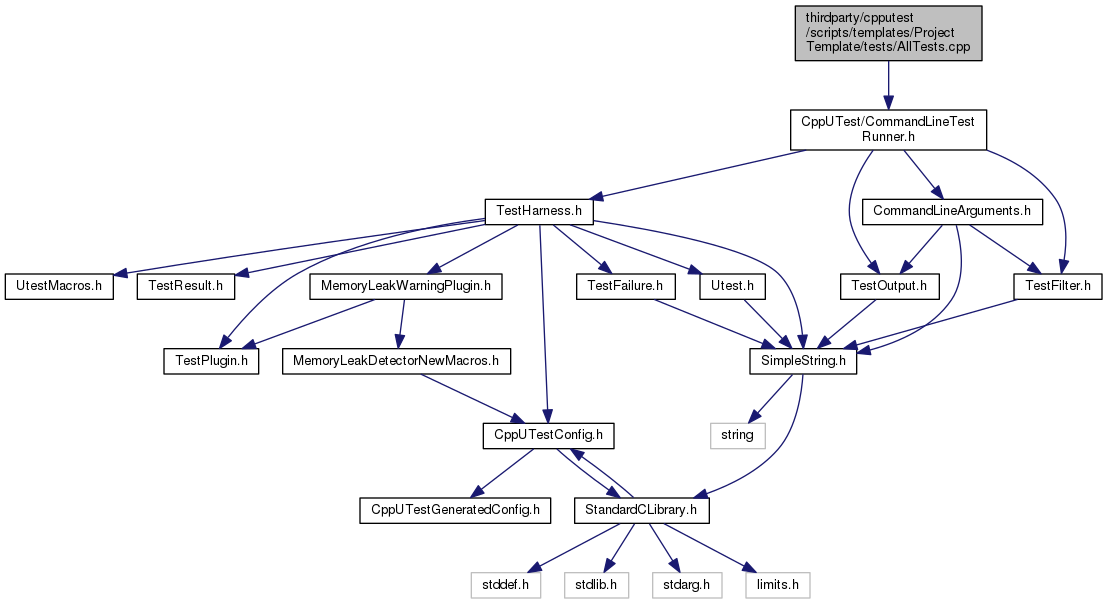 thirdparty/cpputest
/scripts/templates/Project
Template/tests/AllTests.cpp
CppUTest/CommandLineTest
Runner.h
TestHarness.h
CommandLineArguments.h
UtestMacros.h
TestResult.h
MemoryLeakWarningPlugin.h
TestFailure.h
Utest.h
TestOutput.h
TestFilter.h
TestPlugin.h
MemoryLeakDetectorNewMacros.h
SimpleString.h
CppUTestConfig.h
string
CppUTestGeneratedConfig.h
StandardCLibrary.h
stddef.h
stdlib.h
stdarg.h
limits.h